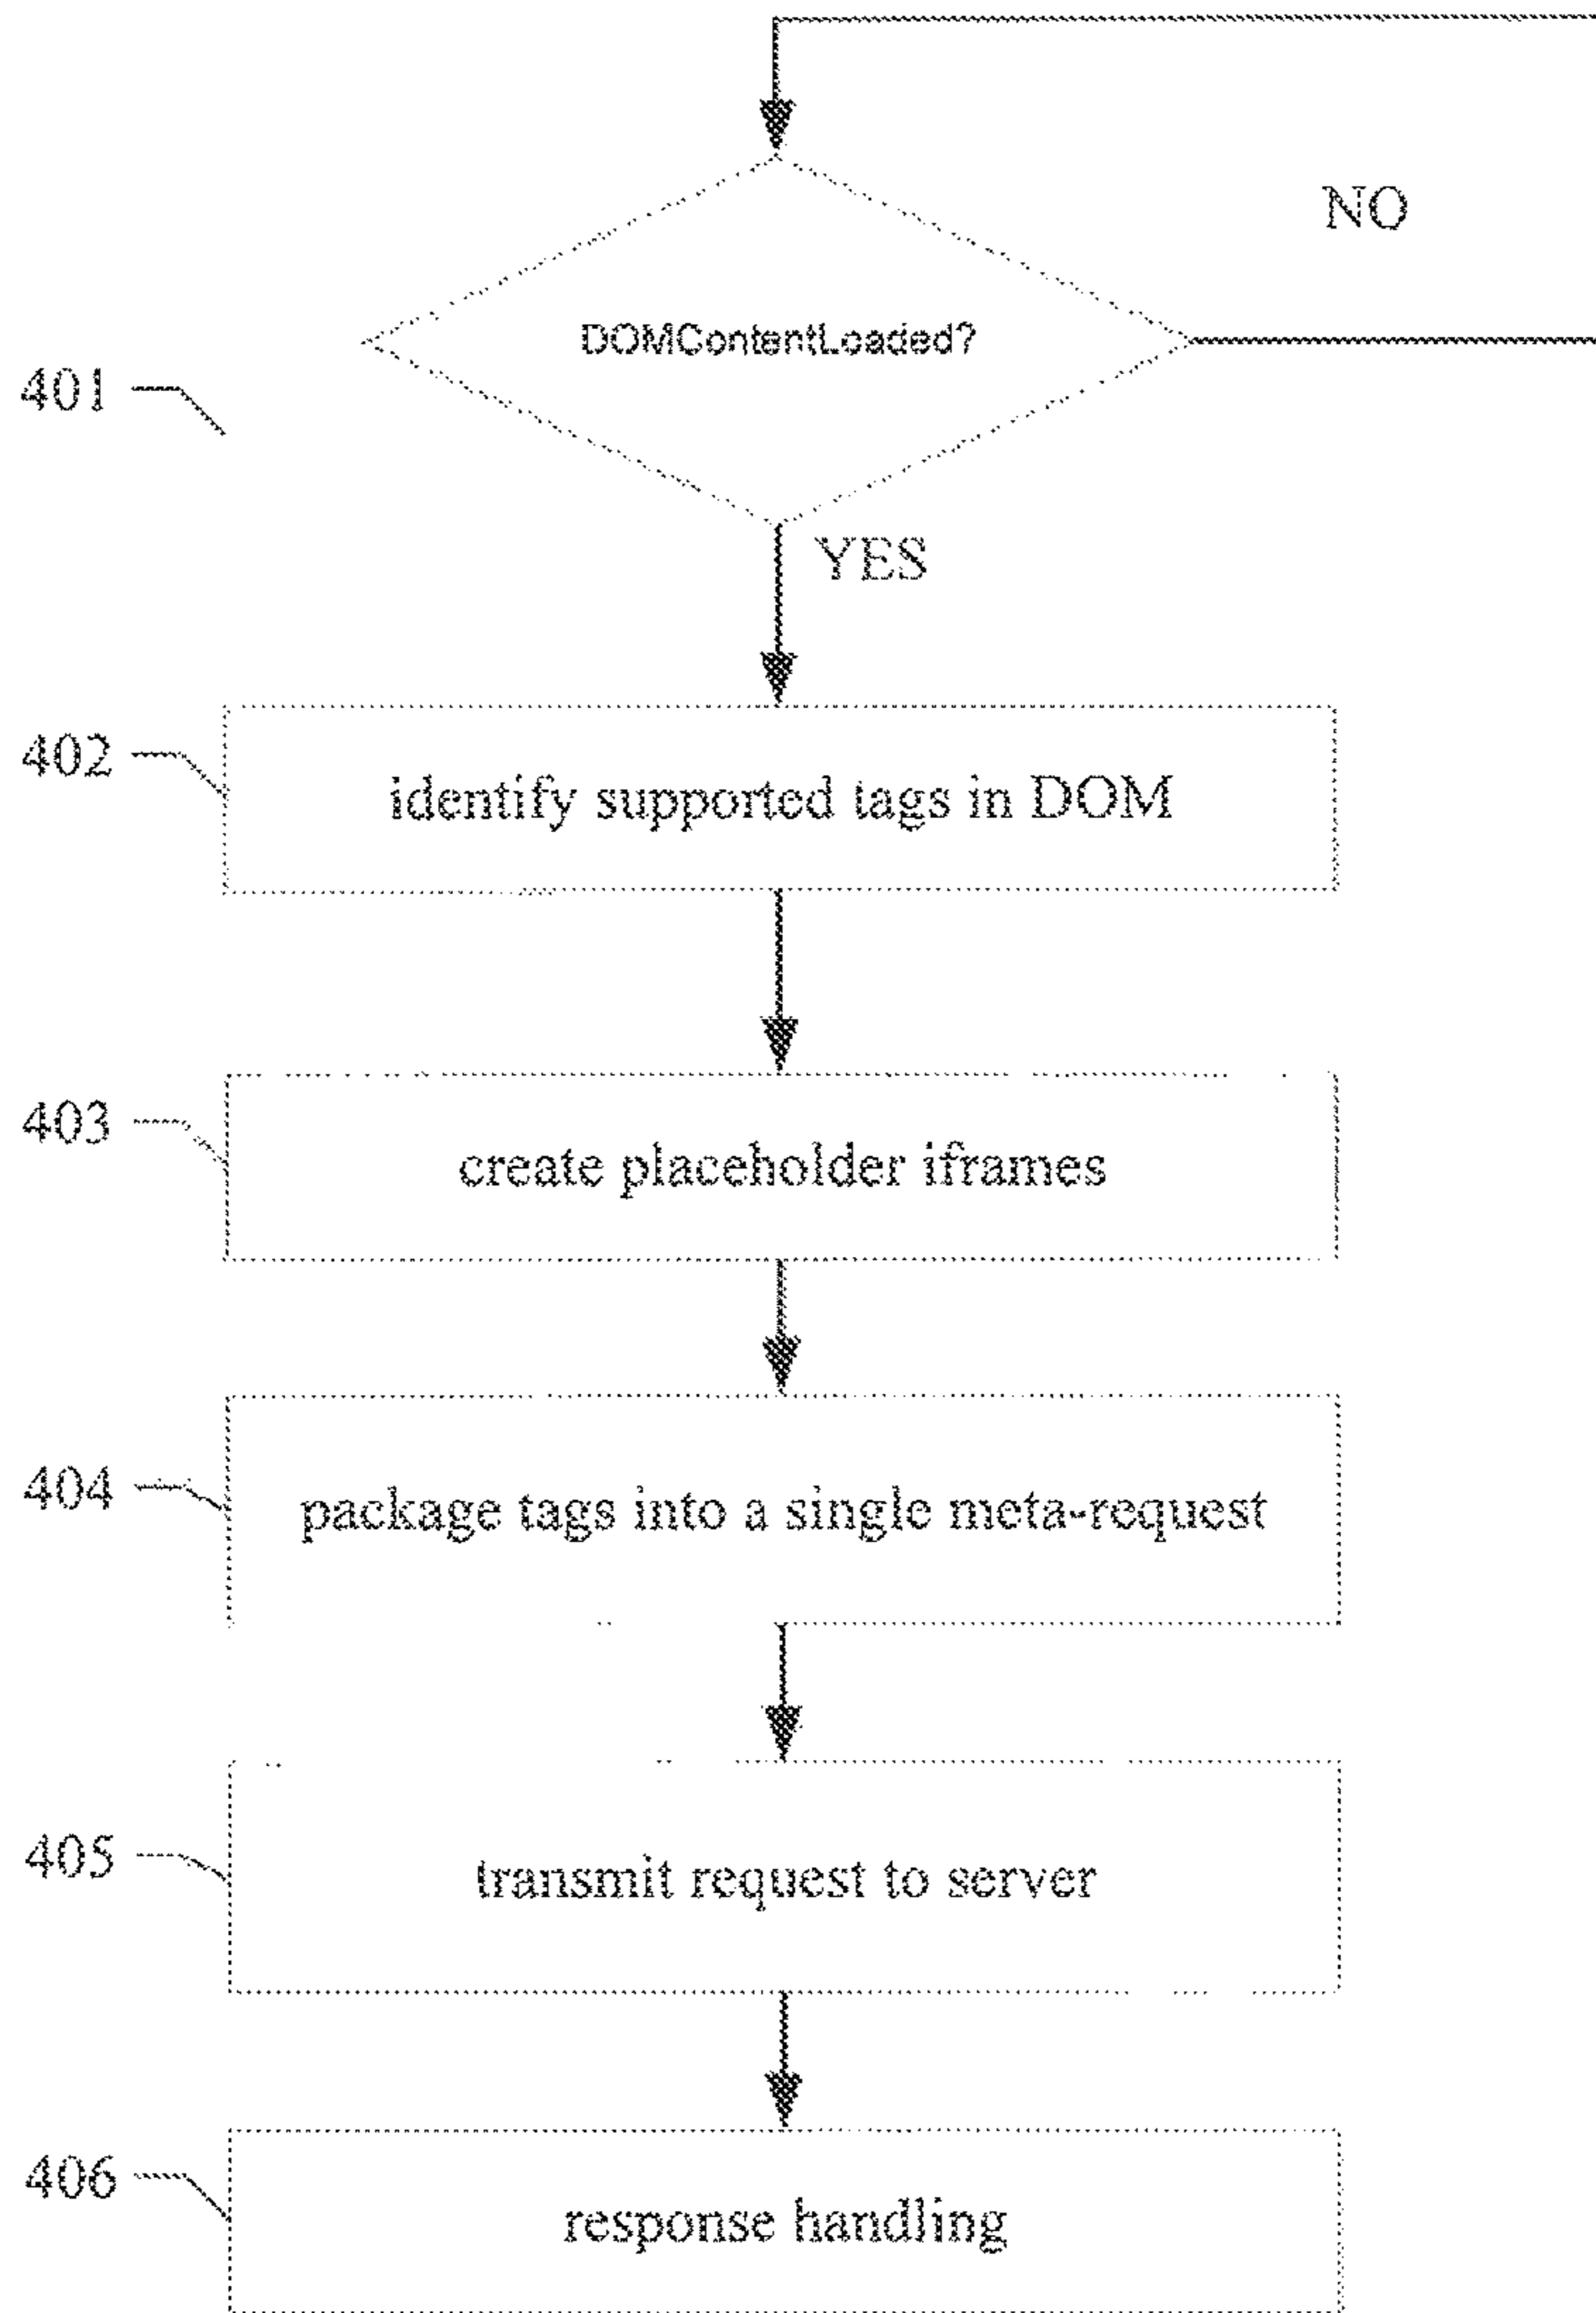 NO
DOMContentLoaded?
401
YES
402
identify supported tags in DOM
403
create placeholder iframes
404
package tags into a single meta-request
405
transmit request to server
406
response handling